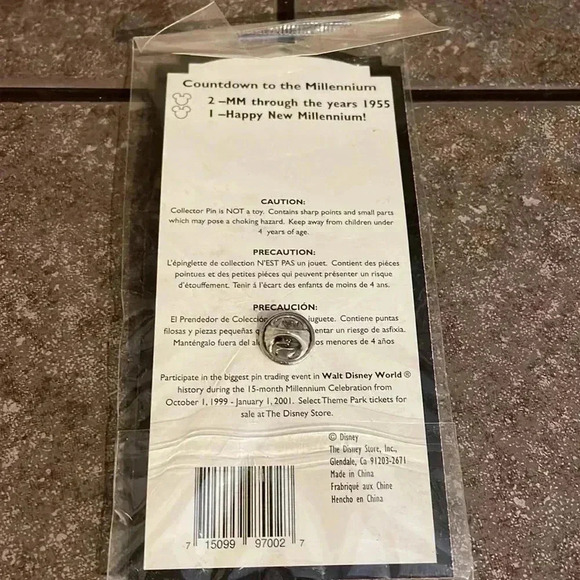 Countdown to the Millennium
2 –MM through the years 1955
1 –Happy New Millennium!
CAUTION:
Collector Pin is NOT a toy. Contains sharp points and small parts
which may pose a choking hazard. Keep away from children under
4 years of age.
PRECAUTION:
L'épinglette de collection N'EST PAS un jouet. Contient des pièces
pointues et des petites pièces qui peuvent présenter un risque
d'étouffement. Tenir á l'écart des enfants de moins de 4 ans.
PRECAUCIÓN:
El Prendedor de Colección juguete. Contiene puntas
filosas y piezas pequeñas un riesgo de asfixia.
Manténgalo fuera del menores de 4 años
Participate in the biggest pin trading event in Walt Disney World®
history during the 15-month Millennium Celebration from
October 1, 1999 - January 1, 2001. Select Theme Park tickets for
sale at The Disney Store.
© Disney
The Disney Store, Inc.,
Glendale, Ca 91203-2671
Made in China
Frabriqué aux Chine
Hencho en China
7 15099 97002 7